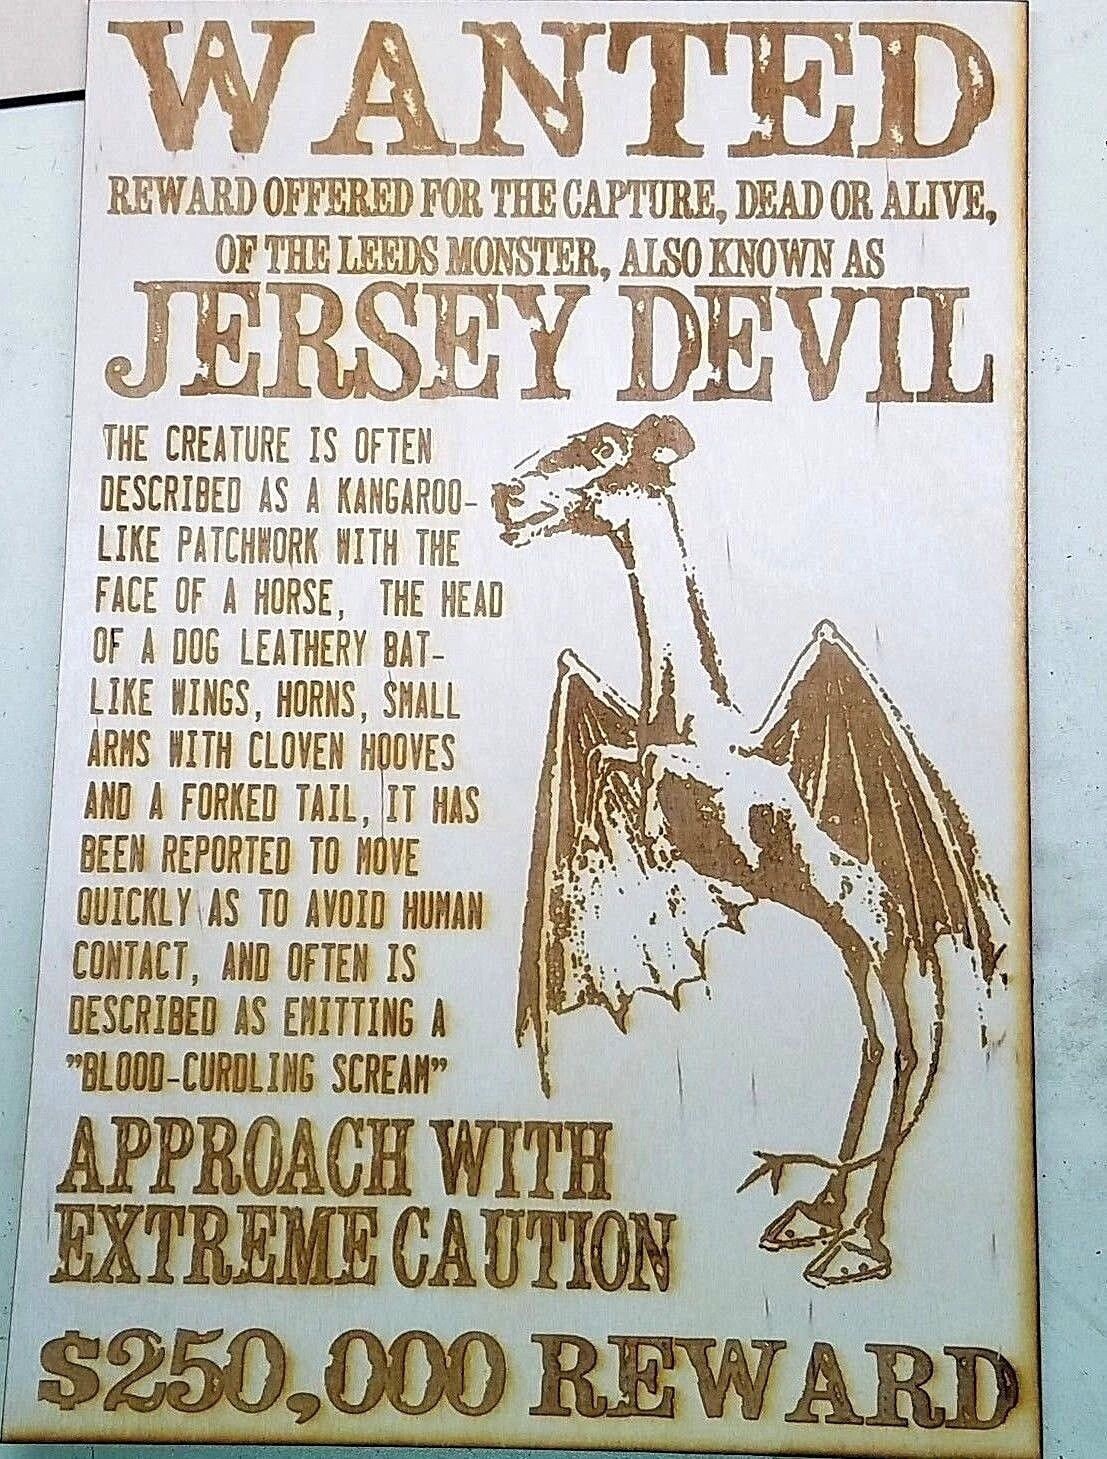 WANTED
REWARD OFFERED FOR THE CAPTURE, DEAD OR ALIVE,
OF THE LEEDS MONSTER, ALSO KNOWN AS
JERSEY DEVIL
THE CREATURE IS OFTEN
DESCRIBED AS A KANGAROO-
LIKE PATCHWORK WITH THE
FACE OF A HORSE, THE HEAD
OF A DOG LEATHERY BAT-
LIKE WINGS, HORNS, SMALL
ARMS WITH CLOVEN HOOVES
AND A FORKED TAIL, IT HAS
BEEN REPORTED TO MOVE
QUICKLY AS TO AVOID HUMAN
CONTACT, AND OFTEN IS
DESCRIBED AS EMITTING A
”BLOOD-CURDLING SCREAM”
APPROACH WITH
EXTREME CAUTION
$250,000 REWARD